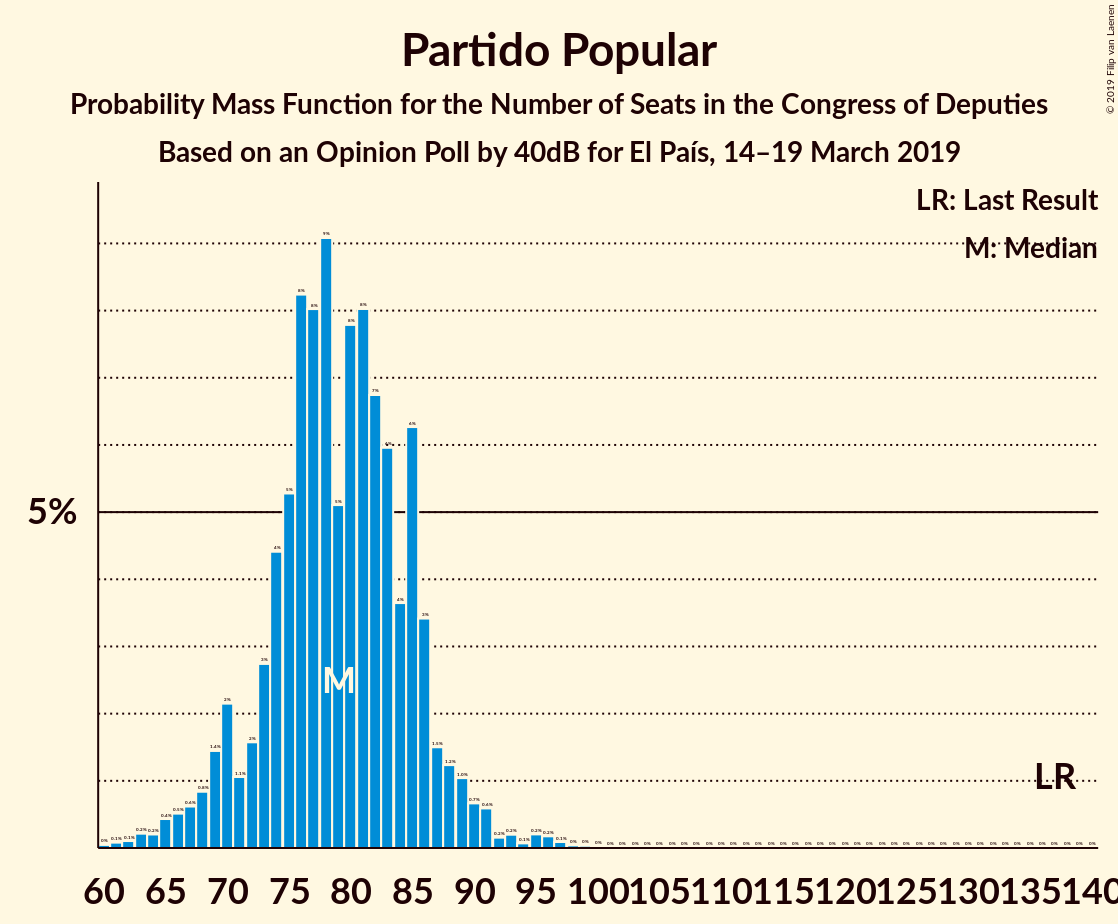 Partido Popular
Probability Mass Function for the Number of Seats in the Congress of Deputies
Based on an Opinion Poll by 40dB for El País, 14–19 March 2019
© 2019 Filip van Laenen
LR: Last Result
M: Median
5%
M
LR
60 65 70 75 80 85 90 95 100 105 110 115 120 125 130 135 140